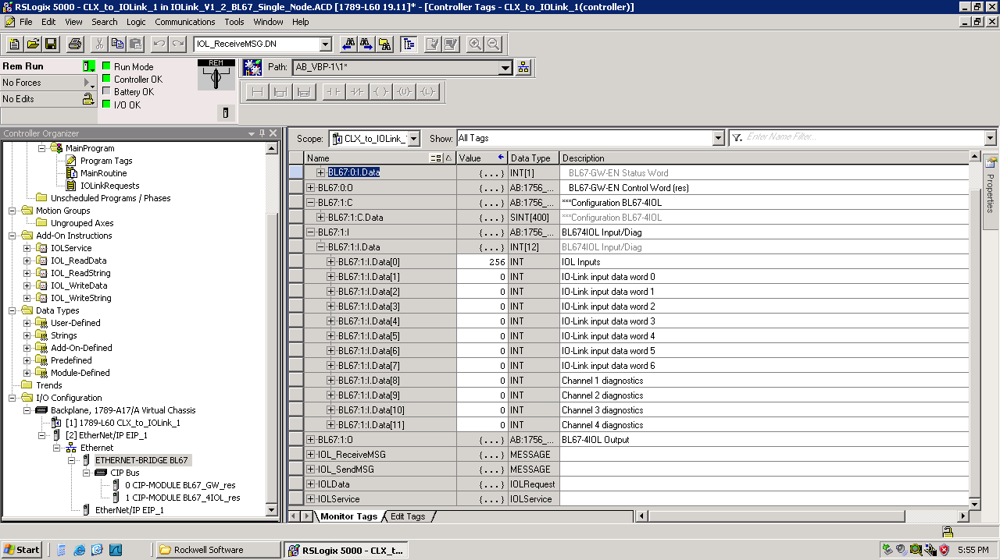 RSLogix 5000 - CLX_to_IOLink_1 in IOLink_V1_2_BL67_Single_Node.ACD [1789-L60 19.11]* - [Controller Tags - CLX_to_IOLink_1(controller)]
File Edit View Search Logic Communications Tools Window Help
IOL_ReceiveMSG.DN
Rem Run
No Forces
No Edits
Run Mode
Controller OK
Battery OK
I/O OK
REM
Path: AB_VBP-1\1*
Controller Organizer
MainProgram
Program Tags
MainRoutine
IOLinkRequests
Unscheduled Programs / Phases
Motion Groups
Ungrouped Axes
Add-On Instructions
IOLService
IOL_ReadData
IOL_ReadString
IOL_WriteData
IOL_WriteString
Data Types
User-Defined
Strings
Add-On-Defined
Predefined
Module-Defined
Trends
I/O Configuration
Backplane, 1789-A17/A Virtual Chassis
[1] 1789-L60 CLX_to_IOLink_1
[2] EtherNet/IP EIP_1
Ethernet
ETHERNET-BRIDGE BL67
CIP Bus
0 CIP-MODULE BL67_GW_res
1 CIP-MODULE BL67_4IOL_res
EtherNet/IP EIP_1
Scope: CLX_to_IOLink_ Show: All Tags Enter Name Filter...
Name Value Data Type Description
BL67:0:I.Data {...} INT[1] BL67-GW-EN Status Word
BL67:0:O {...} AB:1756_... BL67-GW-EN Control Word (res)
BL67:1:C {...} AB:1756_... ***Configuration BL67-4IOL
BL67:1:C.Data {...} SINT[400] ***Configuration BL67-4IOL
BL67:1:I {...} AB:1756_... BL674IOL Input/Diag
BL67:1:I.Data {...} INT[12] BL674IOL Input/Diag
BL67:1:I.Data[0] 256 INT IOL Inputs
BL67:1:I.Data[1] 0 INT IO-Link input data word 0
BL67:1:I.Data[2] 0 INT IO-Link input data word 1
BL67:1:I.Data[3] 0 INT IO-Link input data word 2
BL67:1:I.Data[4] 0 INT IO-Link input data word 3
BL67:1:I.Data[5] 0 INT IO-Link input data word 4
BL67:1:I.Data[6] 0 INT IO-Link input data word 5
BL67:1:I.Data[7] 0 INT IO-Link input data word 6
BL67:1:I.Data[8] 0 INT Channel 1 diagnostics
BL67:1:I.Data[9] 0 INT Channel 2 diagnostics
BL67:1:I.Data[10] 0 INT Channel 3 diagnostics
BL67:1:I.Data[11] 0 INT Channel 4 diagnostics
BL67:1:O {...} AB:1756_... BL67-4IOL Output
IOL_ReceiveMSG {...} MESSAGE
IOL_SendMSG {...} MESSAGE
IOLData {...} IOLRequest
IOLService {...} IOLService
Monitor Tags Edit Tags
Properties
Start Rockwell Software RSLogix 5000 - CLX_t... 5:55 PM